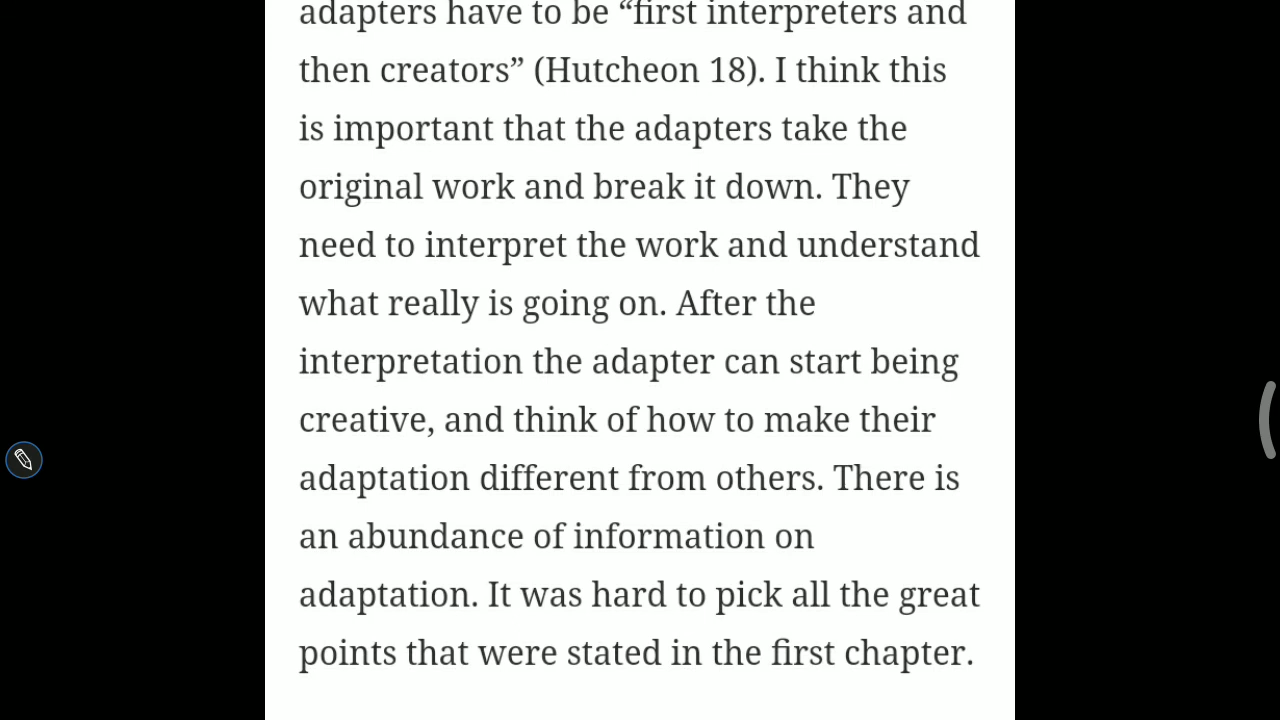 adapters have to be “first interpreters and
then creators” (Hutcheon 18). I think this
is important that the adapters take the
original work and break it down. They
need to interpret the work and understand
what really is going on. After the
interpretation the adapter can start being
creative, and think of how to make their
adaptation different from others. There is
an abundance of information on
adaptation. It was hard to pick all the great
points that were stated in the first chapter.